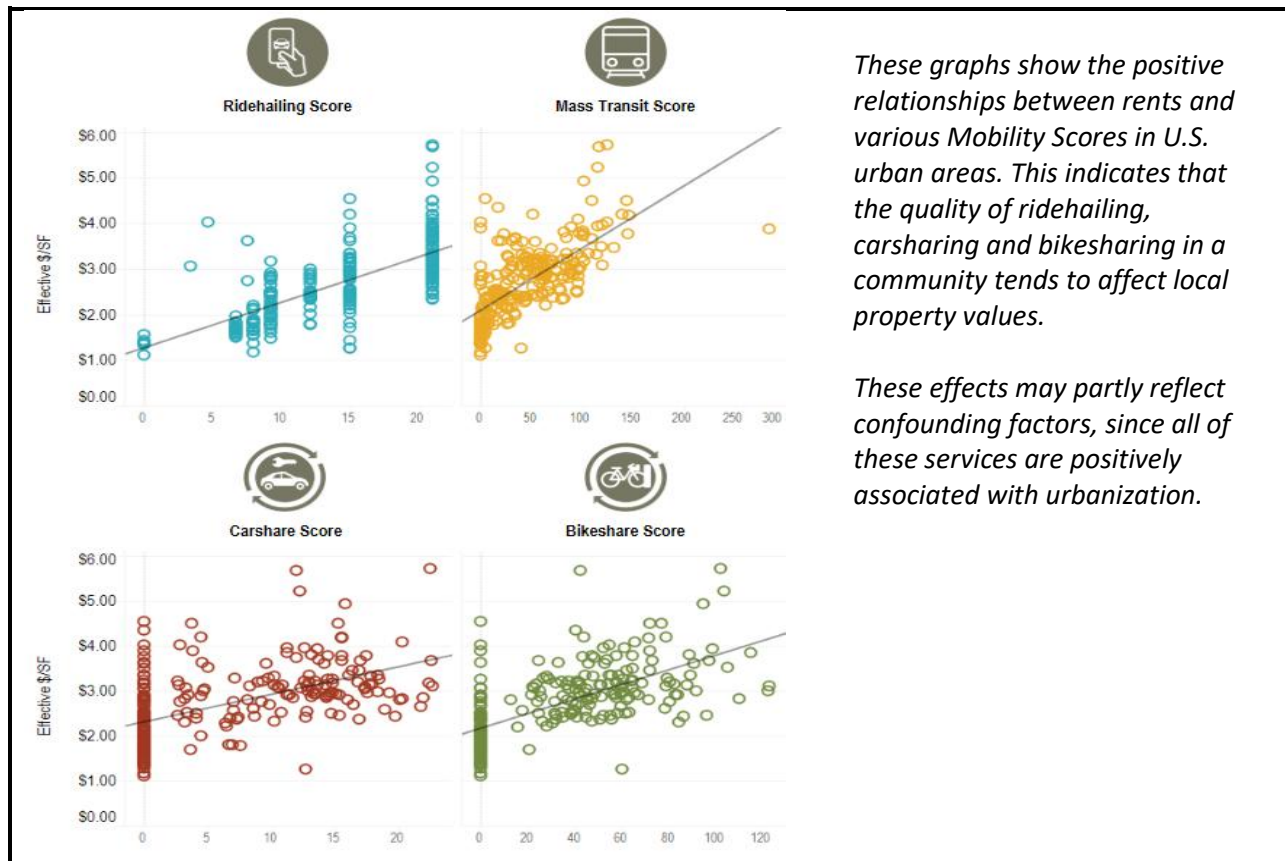 Ridehailing Score
Mass Transit Score
Effective $/SF
$6.00
$5.00
$4.00
$3.00
$2.00
$1.00
$0.00
0 5 10 15 20
0 50 100 150 200 250 300
Carshare Score
Bikeshare Score
Effective $/SF
$6.00
$5.00
$4.00
$3.00
$2.00
$1.00
$0.00
0 5 10 15 20
0 20 40 60 80 100 120
These graphs show the positive
relationships between rents and
various Mobility Scores in U.S.
urban areas. This indicates that
the quality of ridehailing,
carsharing and bikesharing in a
community tends to affect local
property values.
These effects may partly reflect
confounding factors, since all of
these services are positively
associated with urbanization.